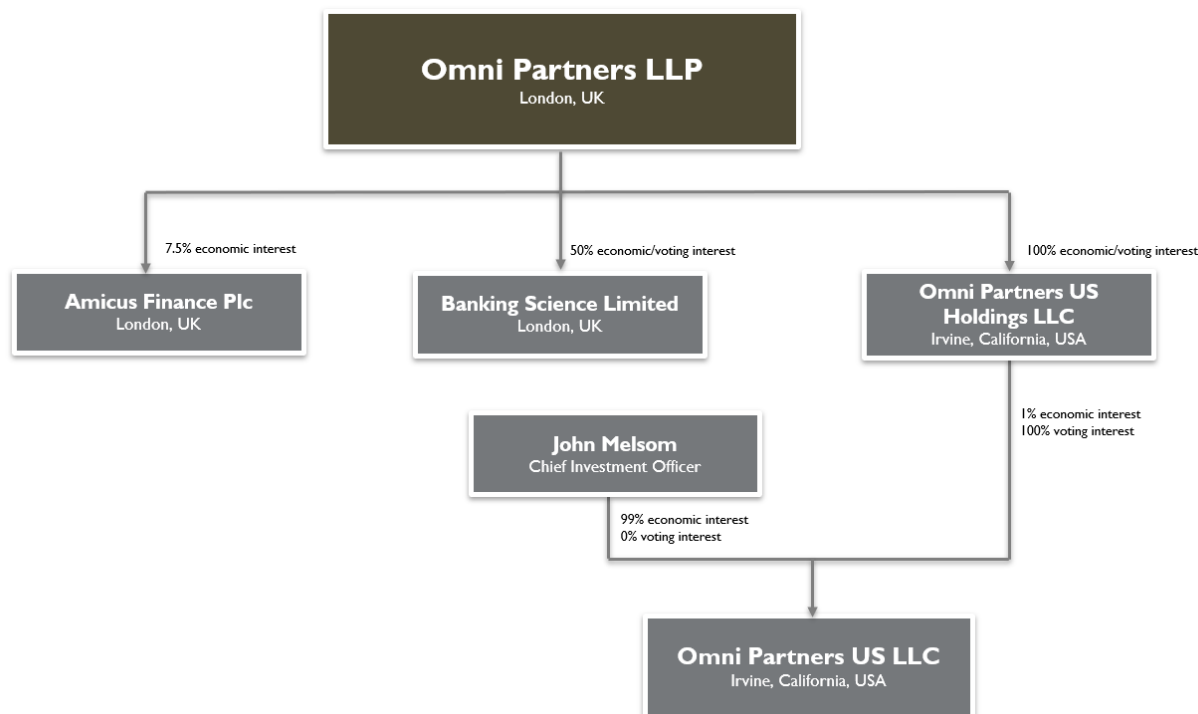 Omni Partners LLP
London, UK
7.5% economic interest
50% economic/voting interest
100% economic/voting interest
Amicus Finance Plc
London, UK
Banking Science Limited
London, UK
Omni Partners US
Holdings LLC
Irvine, California, USA
1% economic interest
100% voting interest
John Melsom
Chief Investment Officer
99% economic interest
0% voting interest
Omni Partners US LLC
Irvine, California, USA